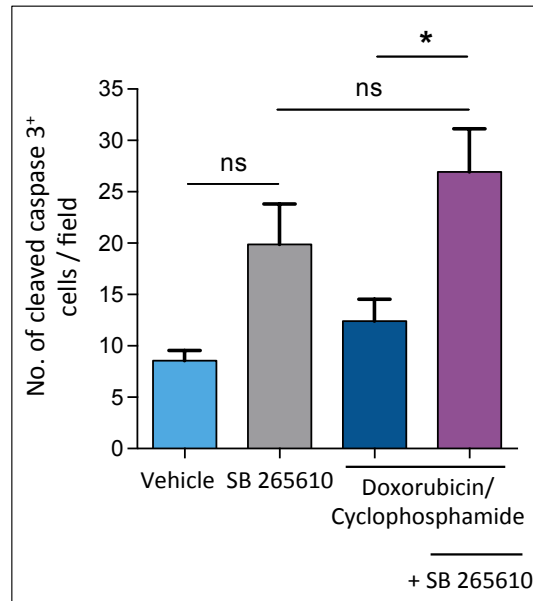 *
ns
ns
35
30
25
20
15
10
5
0
No. of cleaved caspase 3⁺
cells / field
Vehicle SB 265610
Doxorubicin/
Cyclophosphamide
+ SB 265610